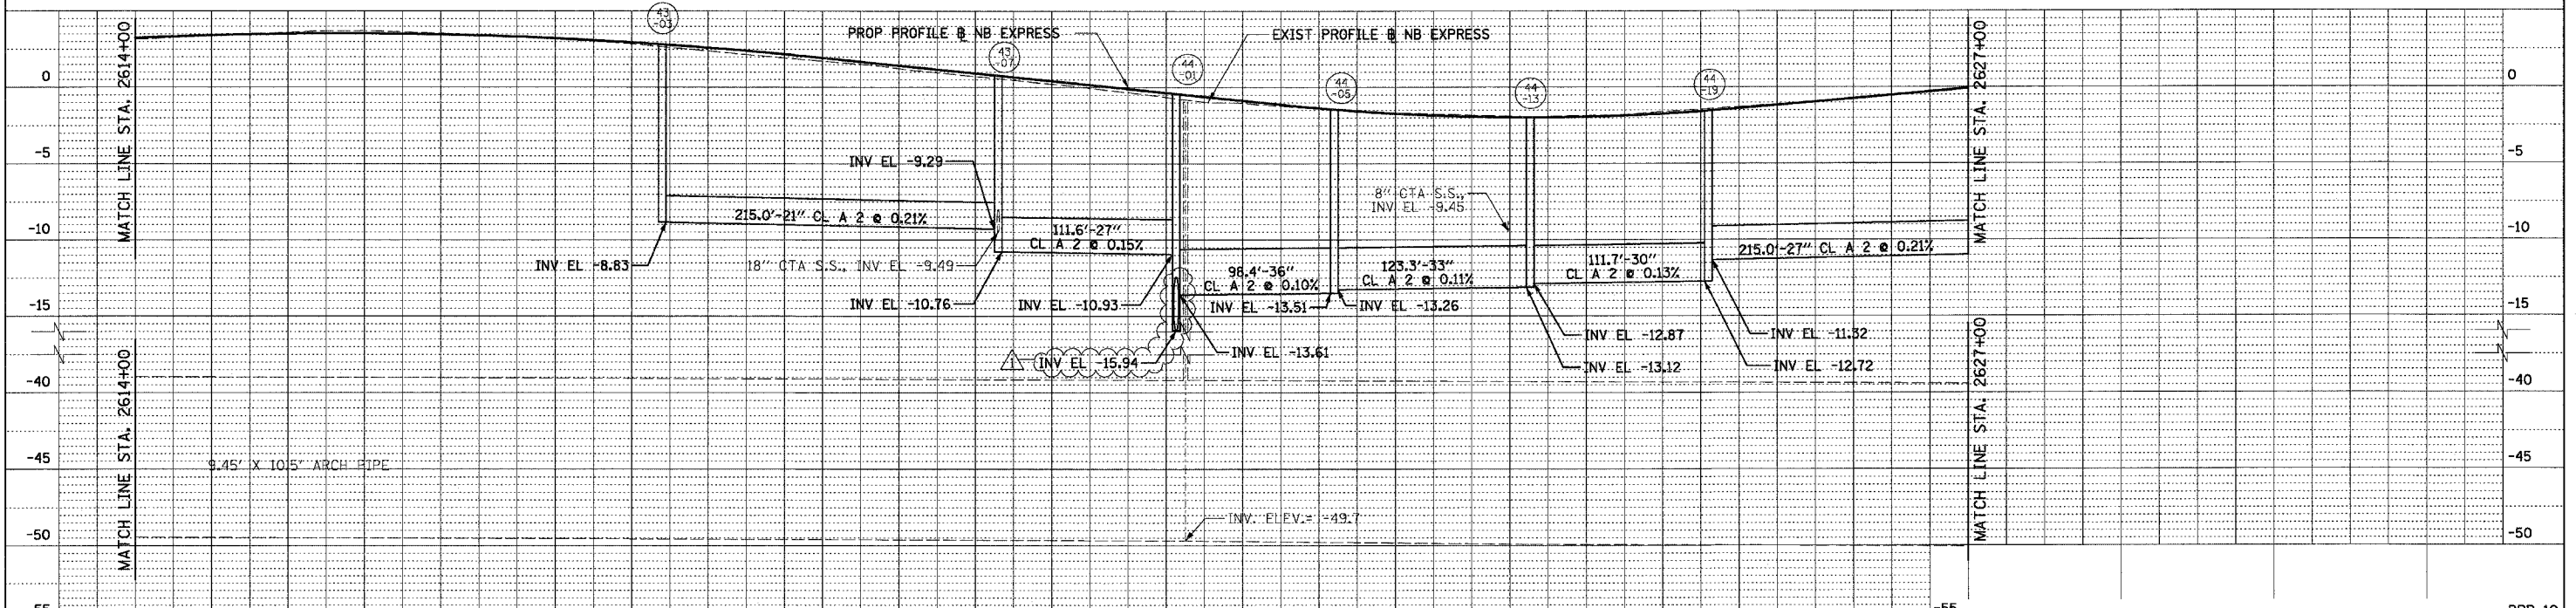 43
-03
PROP PROFILE ℄ NB EXPRESS
EXIST PROFILE ℄ NB EXPRESS
43
-07
44
-01
44
-05
44
-13
44
-19
MATCH LINE STA. 2614+00
MATCH LINE STA. 2627+00
0
0
-5
-5
INV EL -9.29
8" CTA S.S.,
INV EL -9.45
215.0'-21" CL A 2 @ 0.21%
111.6'-27"
CL A 2 @ 0.15%
-10
-10
215.0'-27" CL A 2 @ 0.21%
INV EL -8.83
18" CTA S.S., INV EL -9.49
98.4'-36"
CL A 2 @ 0.10%
123.3'-33"
CL A 2 @ 0.11%
111.7'-30"
CL A 2 @ 0.13%
INV EL -10.76
INV EL -10.93
INV EL -13.51
INV EL -13.26
-15
-15
INV EL -12.87
INV EL -11.32
1
INV EL -15.94
INV EL -13.61
INV EL -13.12
INV EL -12.72
MATCH LINE STA. 2614+00
MATCH LINE STA. 2627+00
-40
-40
-45
-45
9.45' X 10.5' ARCH PIPE
-50
-50
INV. ELEV.= -49.7
-55
-55